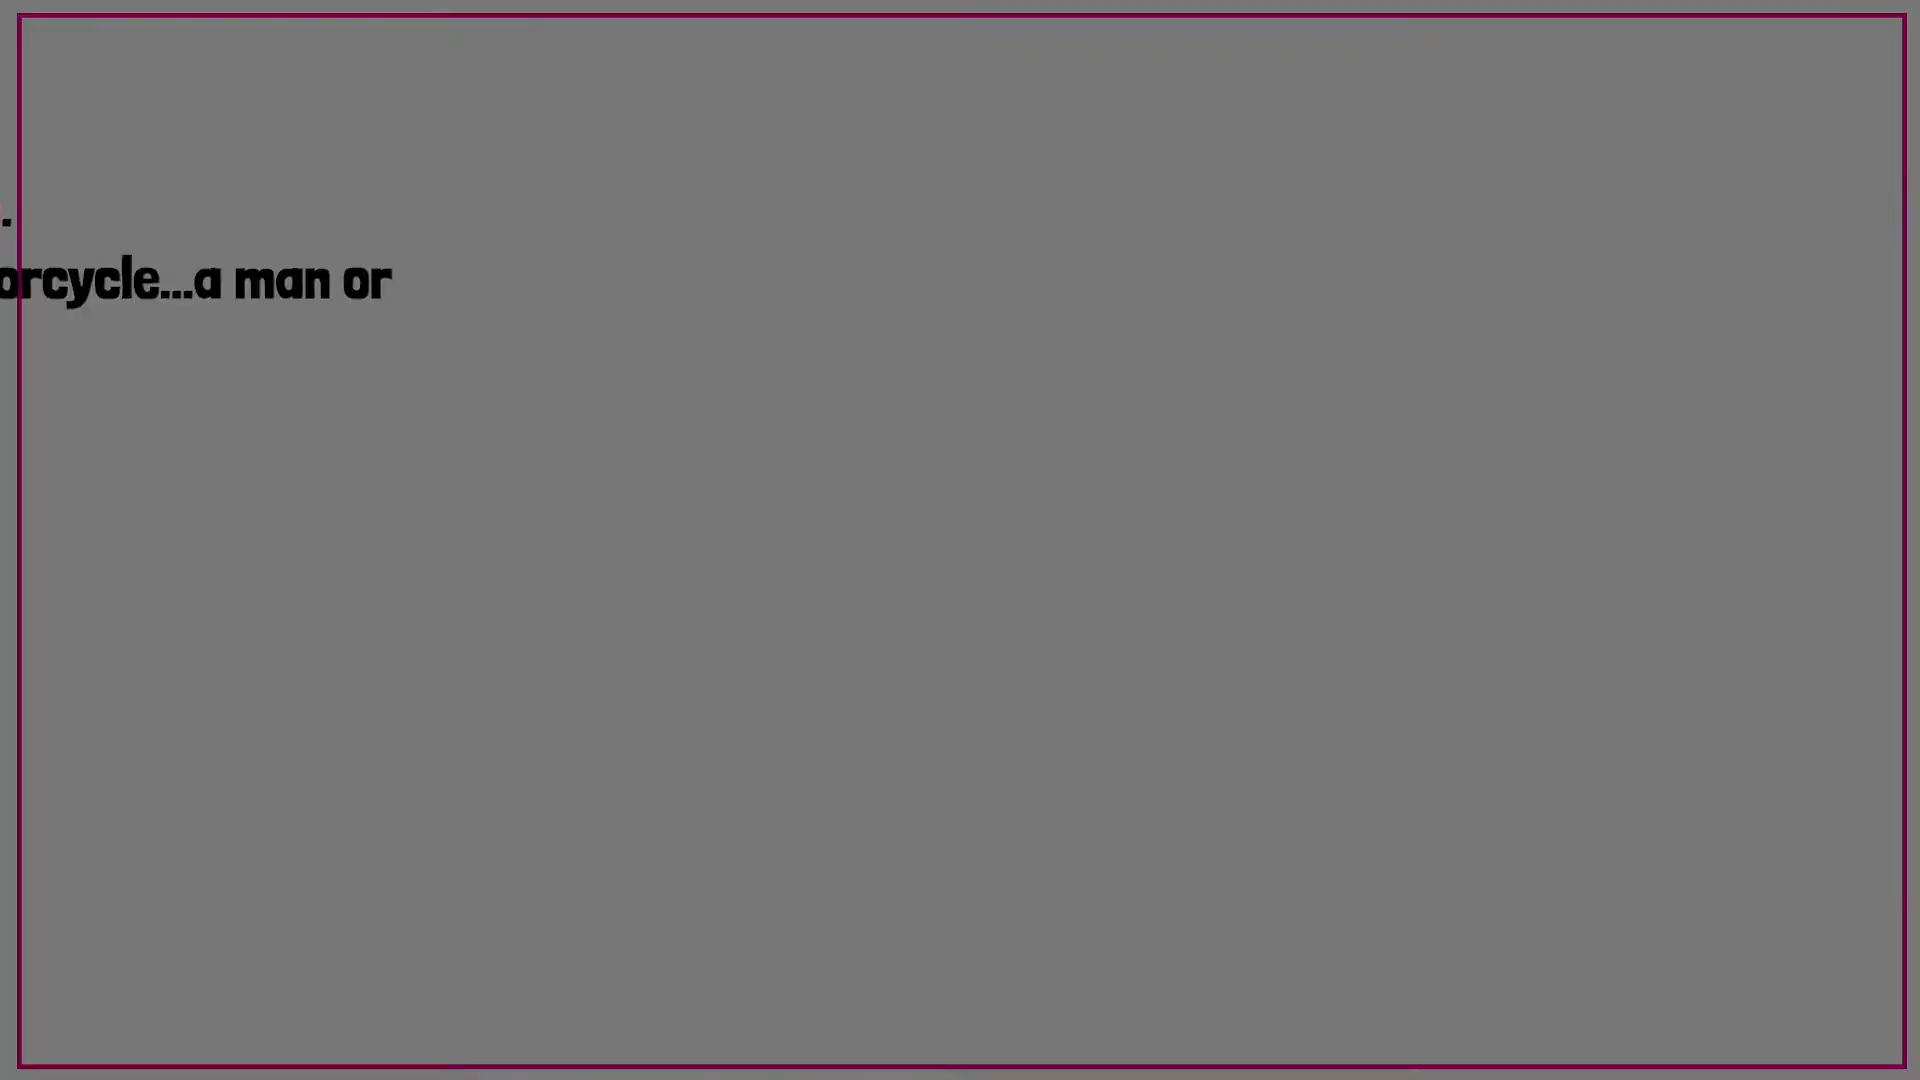 .
orcycle...a man or